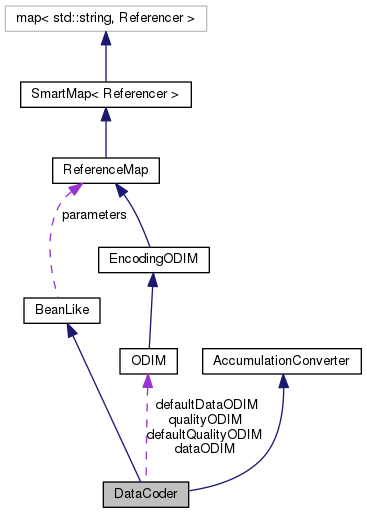 map< std::string, Referencer >
SmartMap< Referencer >
ReferenceMap
parameters
EncodingODIM
BeanLike
ODIM
AccumulationConverter
defaultDataODIM
qualityODIM
defaultQualityODIM
dataODIM
DataCoder